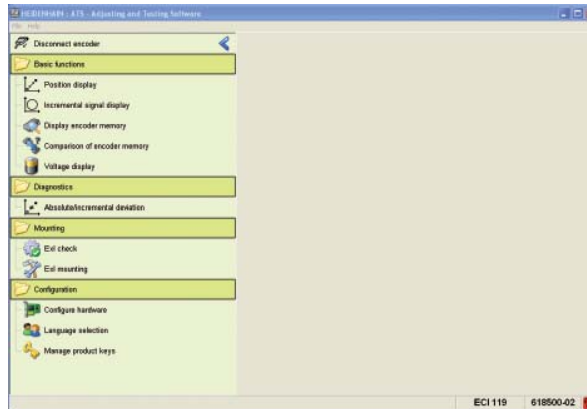 HEIDENHAIN : ATS - Adjusting and Testing Software
File Help
Disconnect encoder
Basic functions
Position display
Incremental signal display
Display encoder memory
Comparison of encoder memory
Voltage display
Diagnostics
Absolute/incremental deviation
Mounting
ExI check
ExI mounting
Configuration
Configure hardware
Language selection
Manage product keys
ECI 119 618500-02